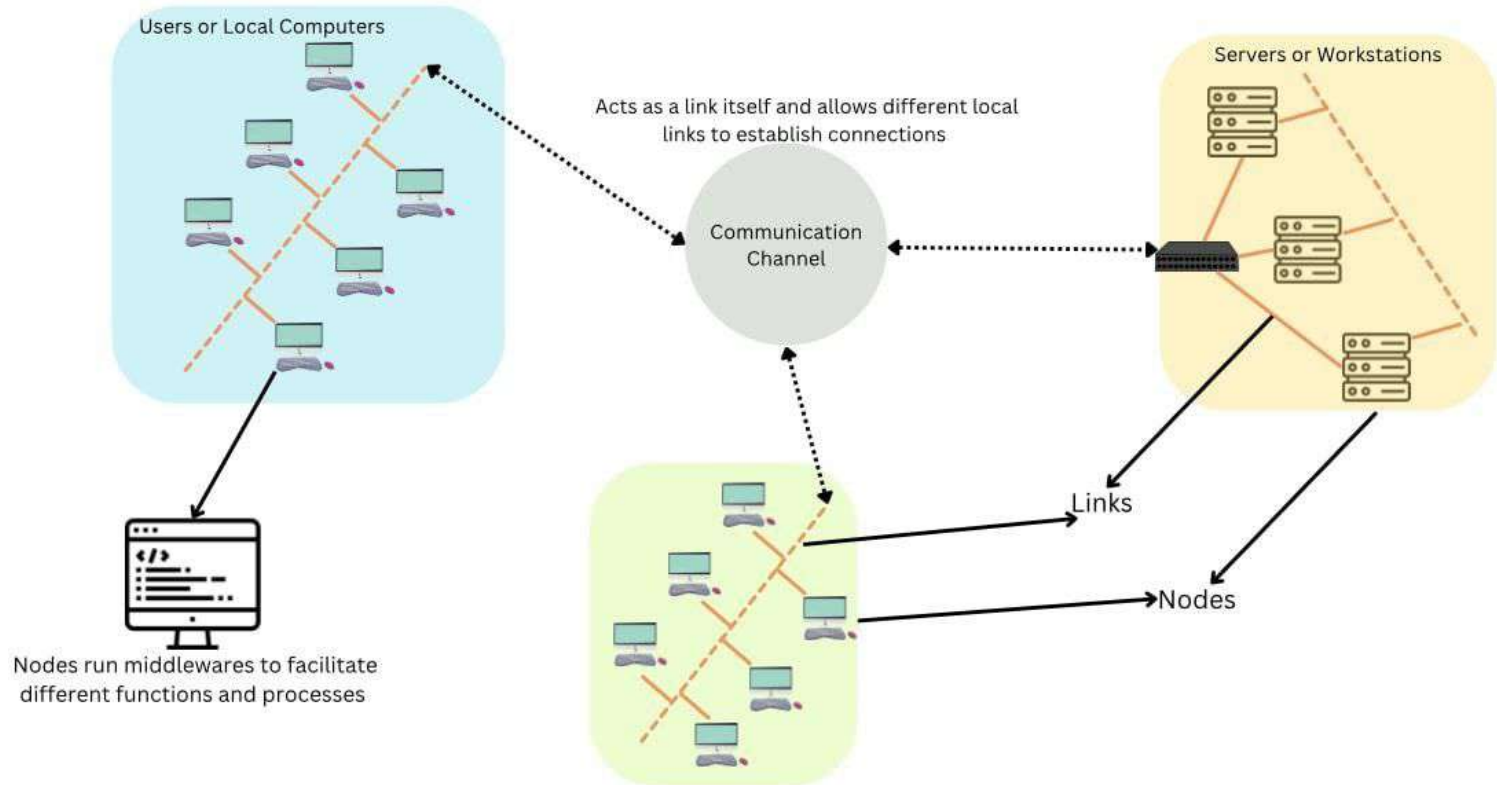 Users or Local Computers
Servers or Workstations
Acts as a link itself and allows different local
links to establish connections
Communication
Channel
Links
Nodes
</>
Nodes run middlewares to facilitate
different functions and processes